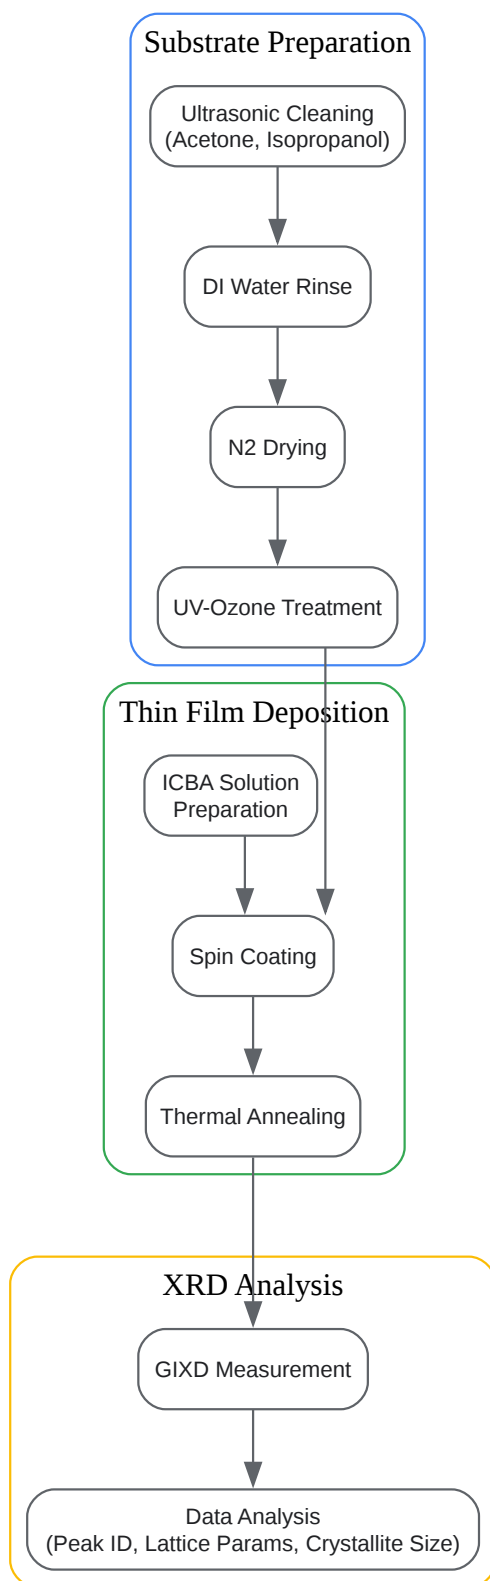 Substrate Preparation
Ultrasonic Cleaning
(Acetone, Isopropanol)
DI Water Rinse
N2 Drying
UV-Ozone Treatment
Thin Film Deposition
ICBA Solution
Preparation
Spin Coating
Thermal Annealing
XRD Analysis
GIXD Measurement
Data Analysis
(Peak ID, Lattice Params, Crystallite Size)